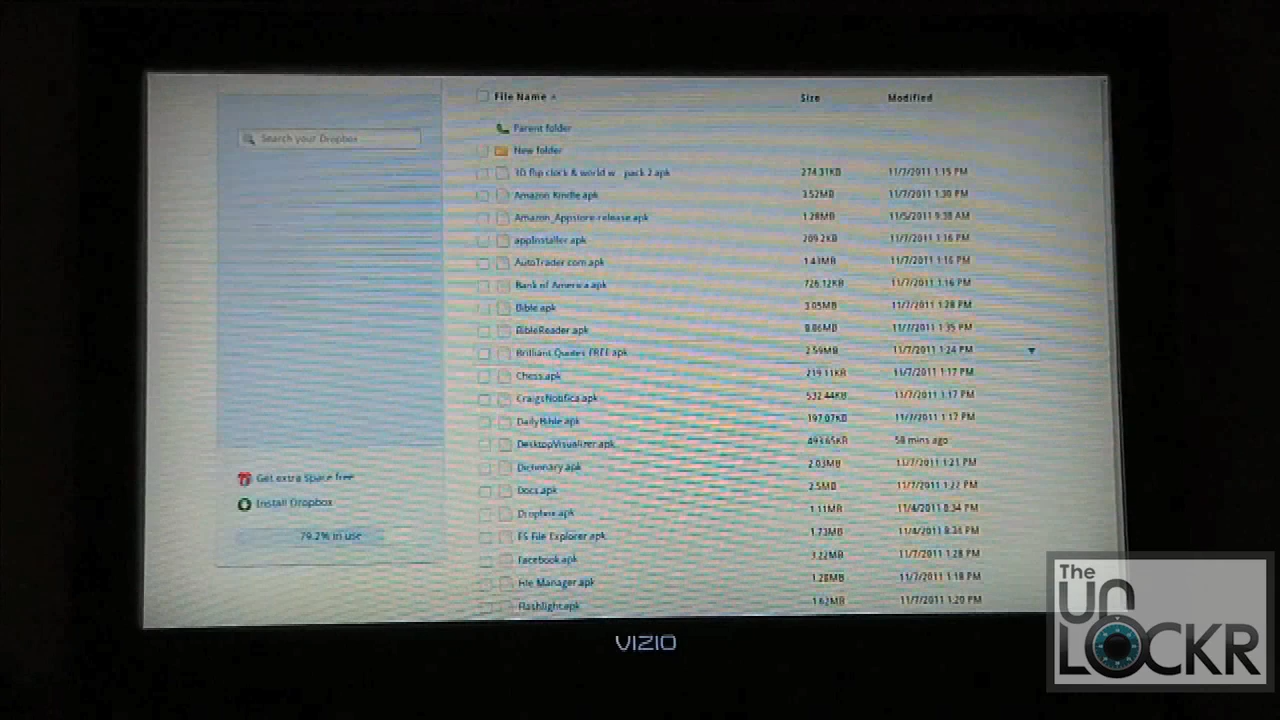 File Name Size Modified
Search your Dropbox
Parent folder
New folder
3D flip clock & world w... pack 2.apk 274.31KB 11/7/2011 1:15 PM
Amazon Kindle.apk 3.52MB 11/7/2011 1:30 PM
Amazon_Appstore-release.apk 1.28MB 11/5/2011 9:38 AM
appInstaller.apk 209.2KB 11/7/2011 1:16 PM
AutoTrader.com.apk 1.43MB 11/7/2011 1:16 PM
Bank of America.apk 726.12KB 11/7/2011 1:16 PM
Bible.apk 3.05MB 11/7/2011 1:28 PM
BibleReader.apk 9.86MB 11/7/2011 1:35 PM
Brilliant Quotes FREE.apk 2.59MB 11/7/2011 1:24 PM
Chess.apk 219.11KB 11/7/2011 1:17 PM
CraigsNotifica.apk 532.44KB 11/7/2011 1:17 PM
DailyBible.apk 197.07KB 11/7/2011 1:17 PM
DesktopVisualizer.apk 493.65KB 58 mins ago
Dictionary.apk 2.03MB 11/7/2011 1:21 PM
Docs.apk 2.5MB 11/7/2011 1:22 PM
Dropbox.apk 1.11MB 11/4/2011 8:34 PM
ES File Explorer.apk 1.73MB 11/4/2011 8:36 PM
Facebook.apk 3.22MB 11/7/2011 1:28 PM
File Manager.apk 1.28MB 11/7/2011 1:18 PM
Flashlight.apk 1.62MB 11/7/2011 1:20 PM
Get extra space free
Install Dropbox
79.2% in use
VIZIO
The
UN
LOCKR